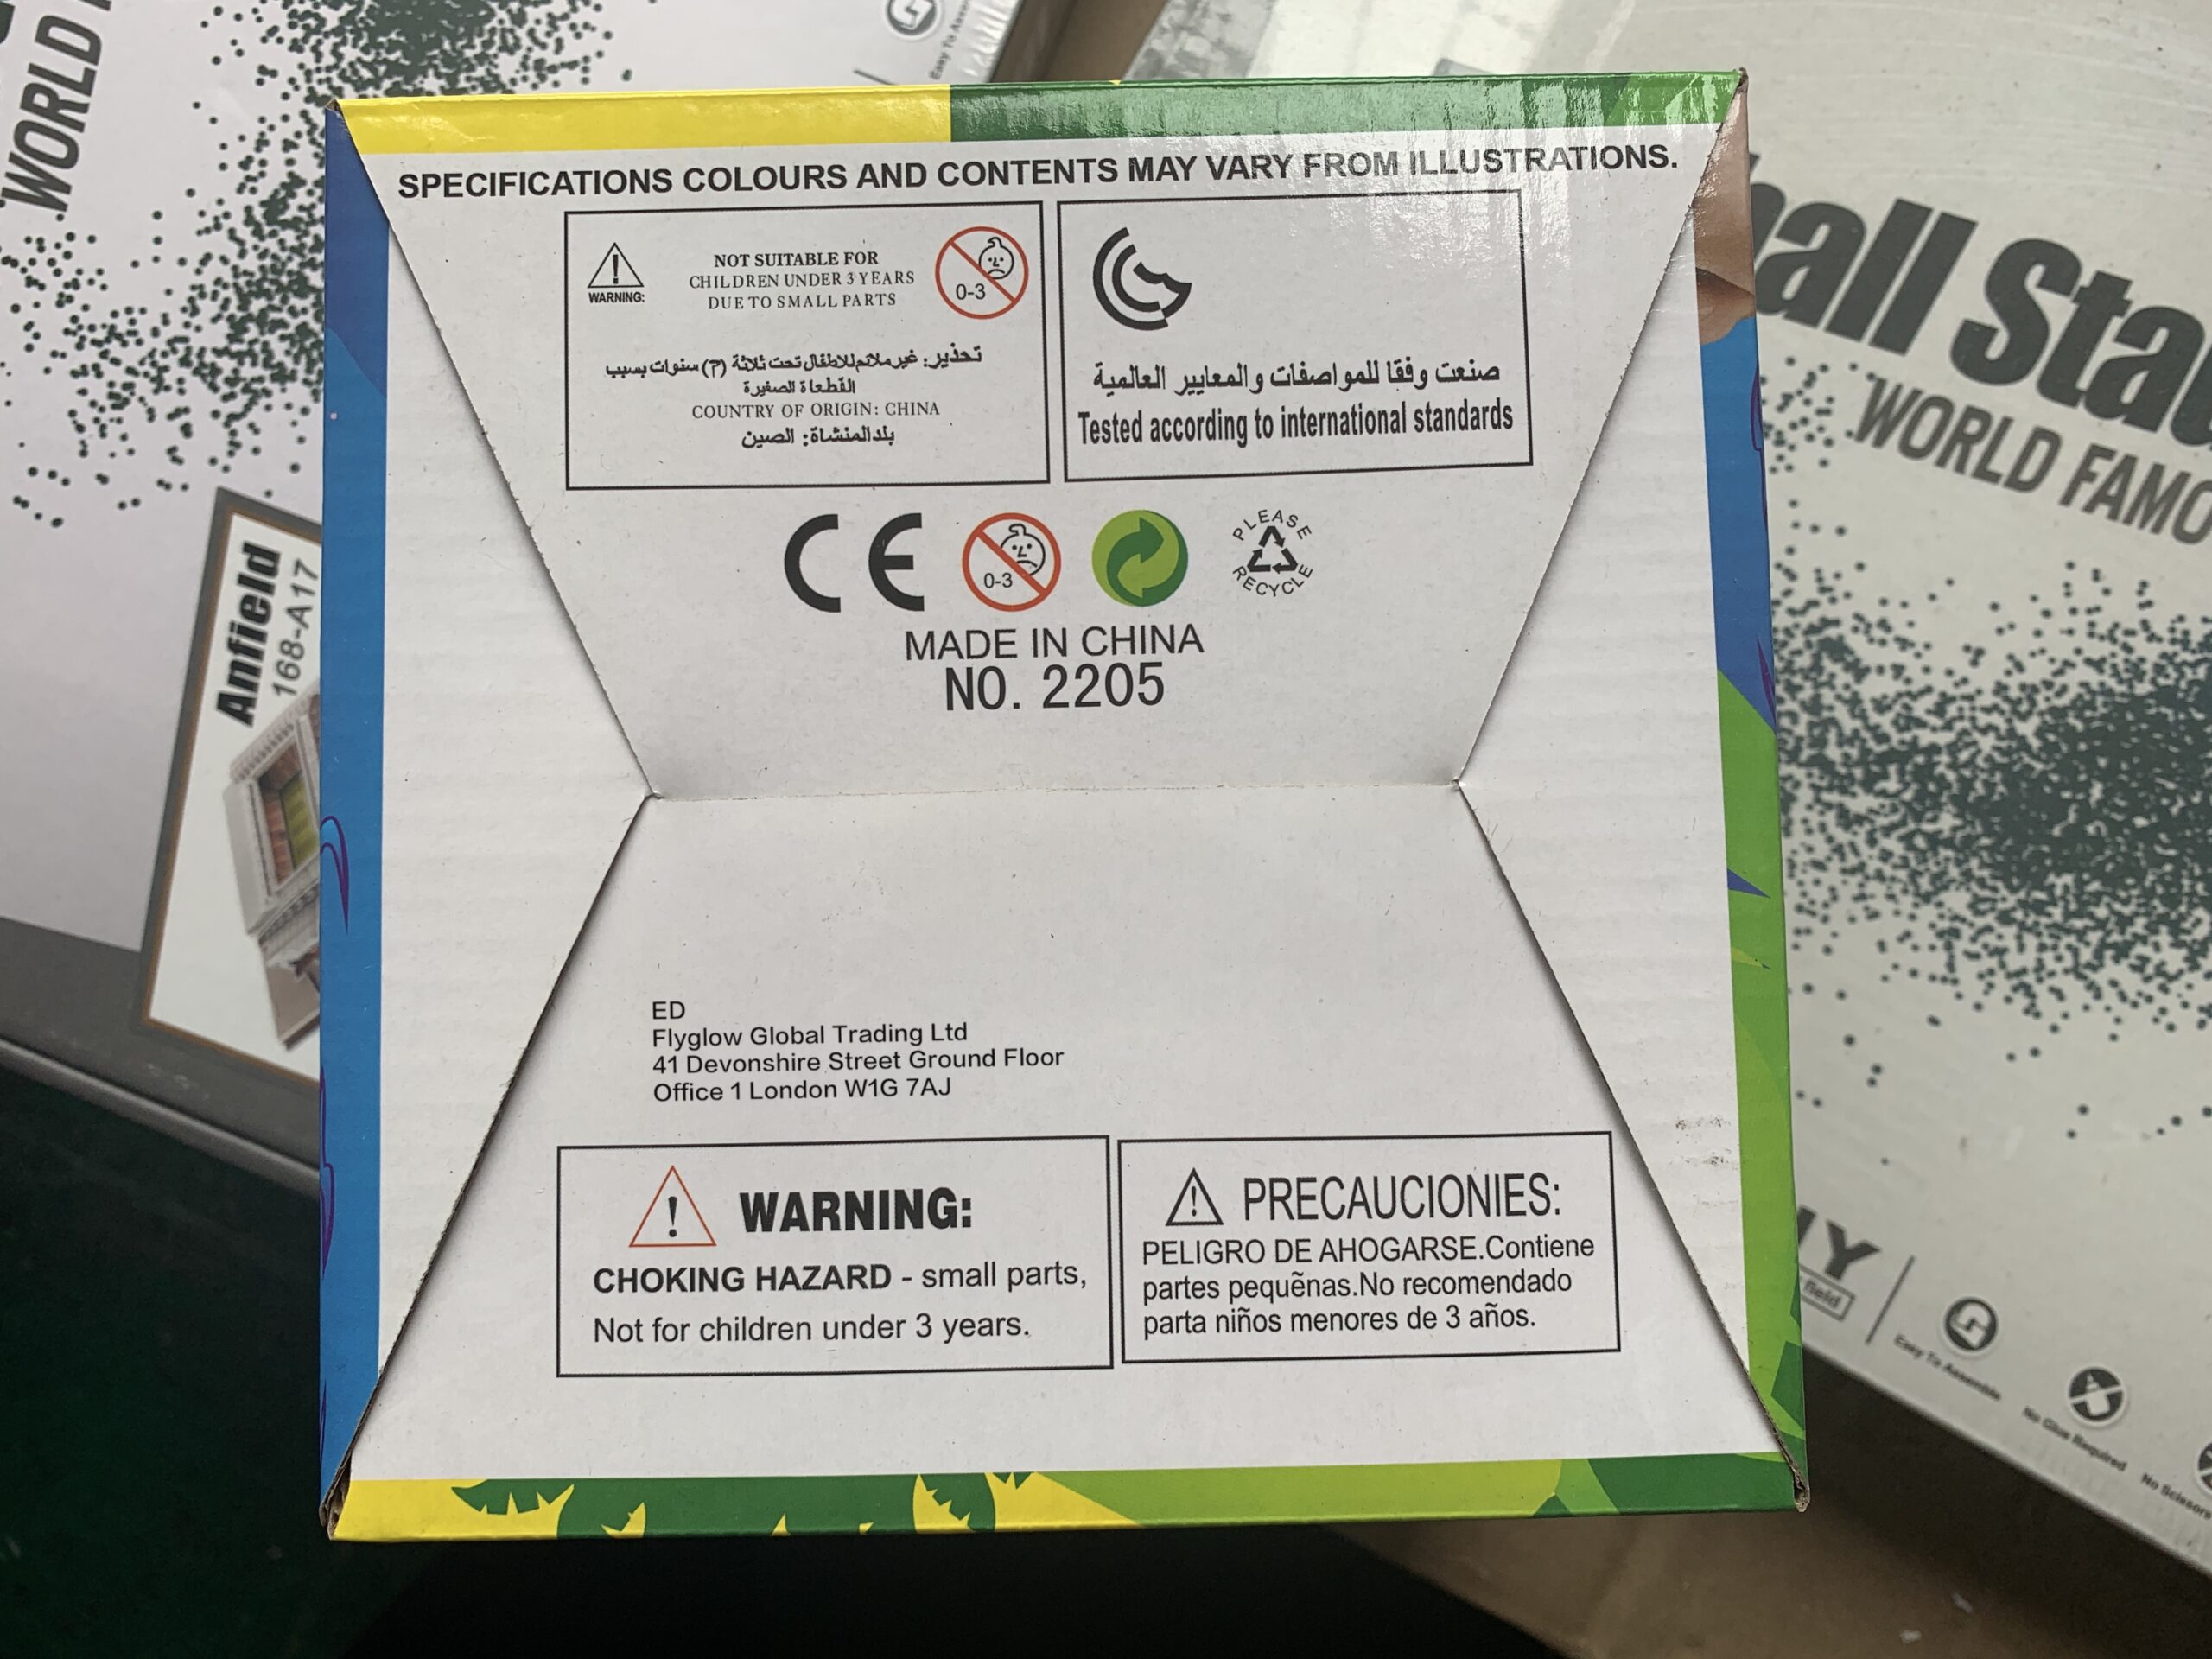 SPECIFICATIONS COLOURS AND CONTENTS MAY VARY FROM ILLUSTRATIONS.
WARNING:
NOT SUITABLE FOR
CHILDREN UNDER 3 YEARS
DUE TO SMALL PARTS
0-3
تحذير: غير ملائم للاطفال تحت ثلاثة (٣) سنوات بسبب
القطعاة الصغيرة
COUNTRY OF ORIGIN: CHINA
بلد المنشاة: الصين
صنعت وفقا للمواصفات والمعايير العالمية
Tested according to international standards
CE
0-3
PLEASE
RECYCLE
MADE IN CHINA
NO. 2205
ED
Flyglow Global Trading Ltd
41 Devonshire Street Ground Floor
Office 1 London W1G 7AJ
WARNING:
CHOKING HAZARD - small parts,
Not for children under 3 years.
PRECAUCIONIES:
PELIGRO DE AHOGARSE.Contiene
partes pequẽnas.No recomendado
parta niños menores de 3 años.
WORLD
Easy To
Anfield
168-A17
all Sta
WORLD FAMO
field
Easy To Assemble
No Glue Required
No Scissors